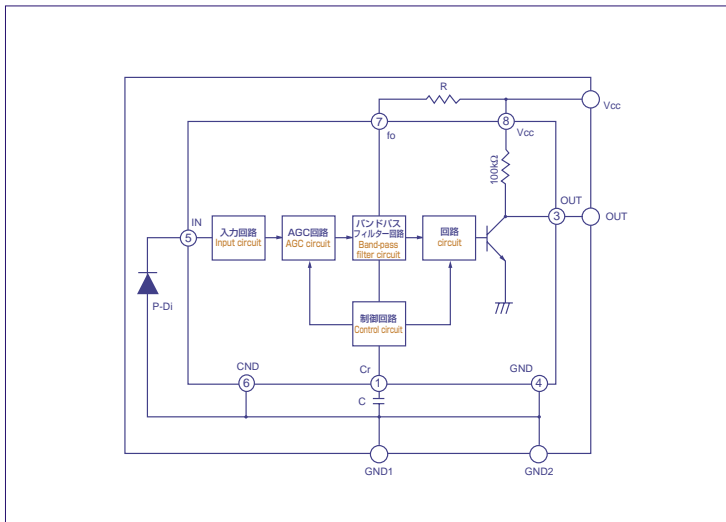 R
Vcc
7
8
fo
Vcc
100kΩ
IN
OUT
5
3
OUT
入力回路
Input circuit
AGC回路
AGC circuit
バンドパス
フィルター回路
Band-pass
filter circuit
回路
circuit
P-Di
制御回路
Control circuit
CND
Cr
GND
6
1
4
C
GND1
GND2